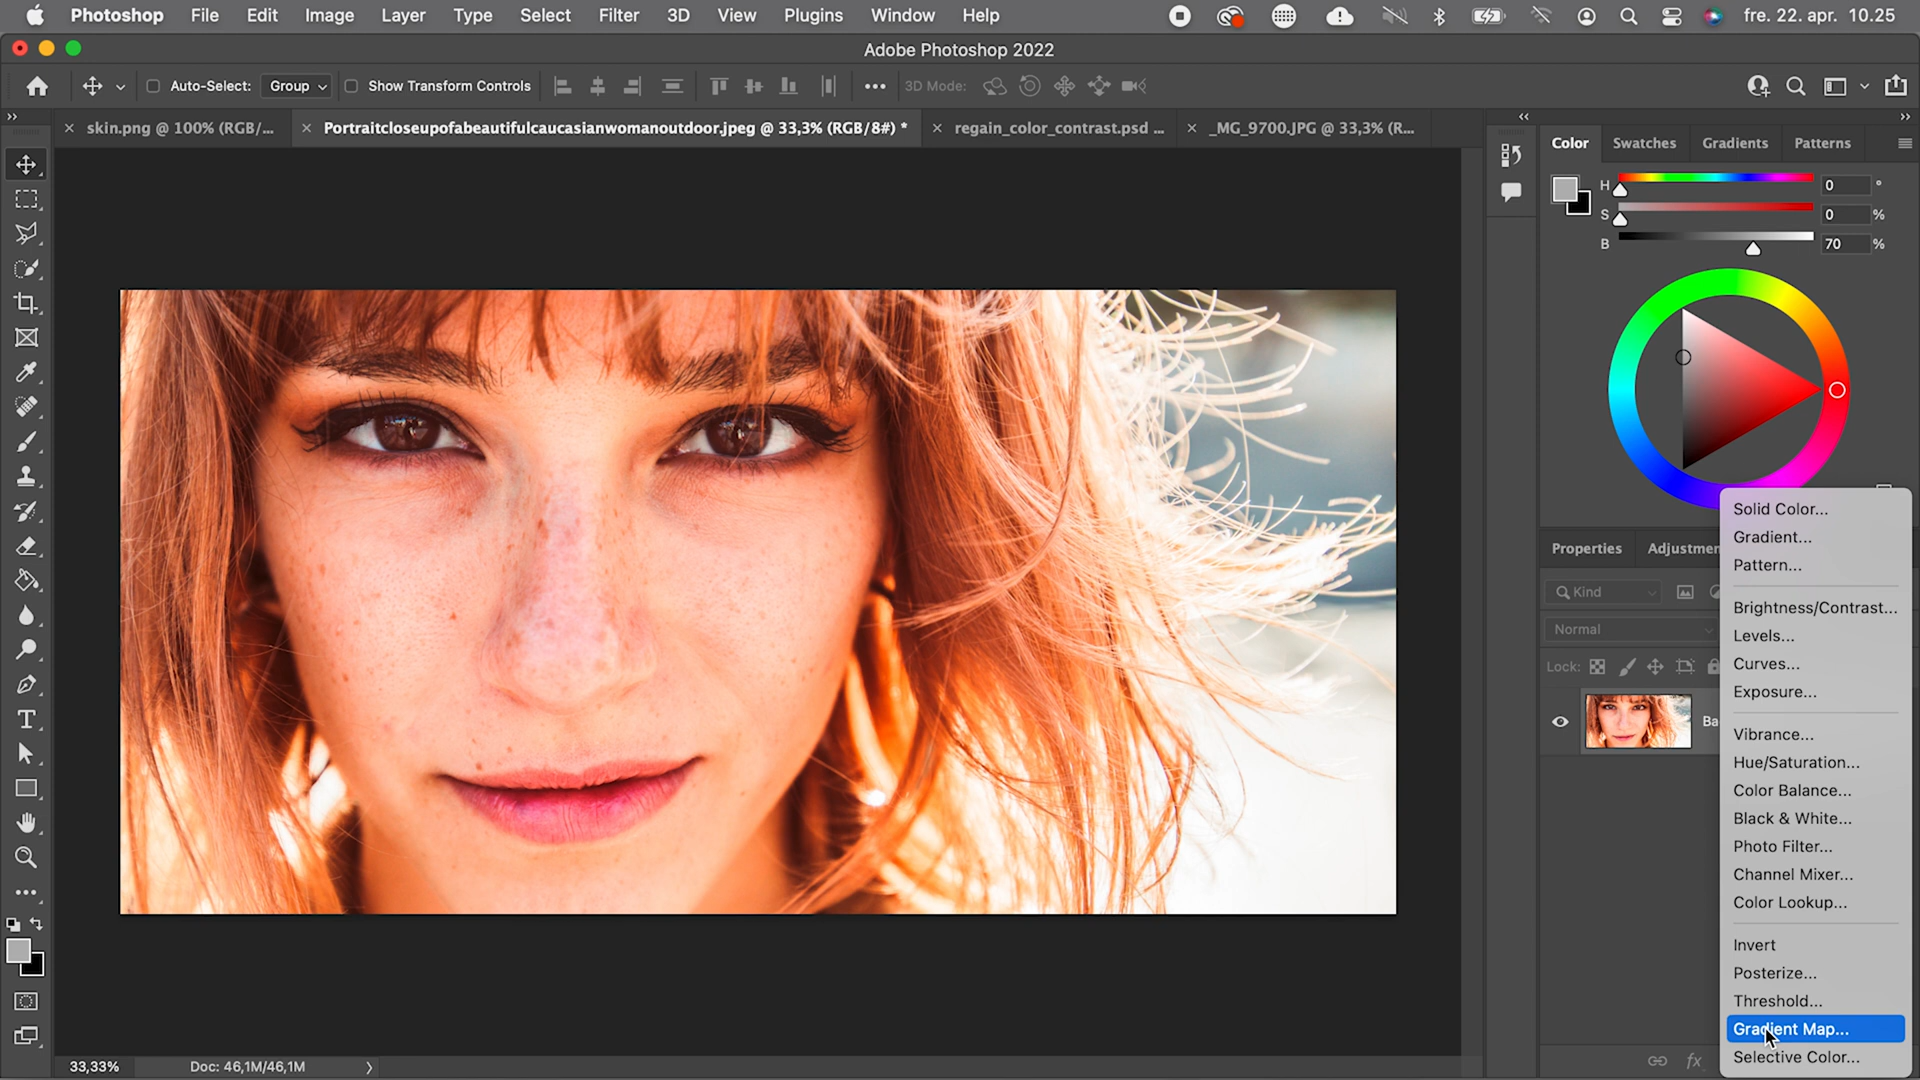 Photoshop File Edit Image Layer Type Select Filter 3D View Plugins Window Help fre. 22. apr. 10.25
Adobe Photoshop 2022
Auto-Select: Group Show Transform Controls 3D Mode:
skin.png @ 100% (RGB/... Portraitcloseupofabeautifulcaucasianwomanoutdoor.jpeg @ 33,3% (RGB/8#) * regain_color_contrast.psd ... _MG_9700.JPG @ 33,3% (R...
Color Swatches Gradients Patterns
H 0 °
S 0 %
B 70 %
Solid Color...
Gradient...
Pattern...
Brightness/Contrast...
Levels...
Curves...
Exposure...
Vibrance...
Hue/Saturation...
Color Balance...
Black & White...
Photo Filter...
Channel Mixer...
Color Lookup...
Invert
Posterize...
Threshold...
Gradient Map...
Selective Color...
Properties Adjustmen
Kind
Normal
Lock:
Ba
fx
33,33% Doc: 46,1M/46,1M